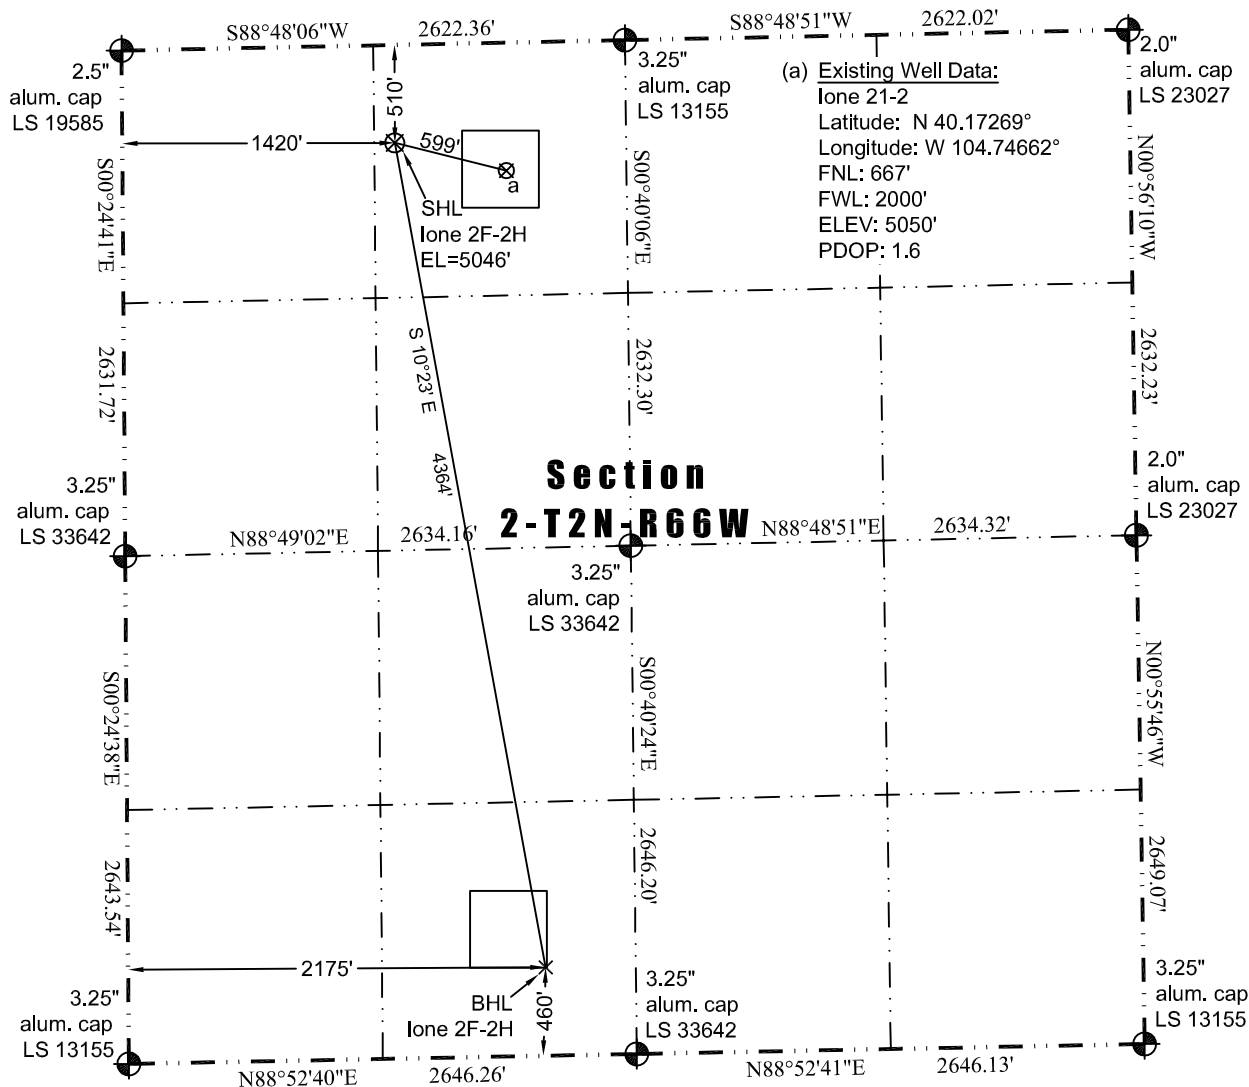 S88°48'06"W 2622.36' S88°48'51"W 2622.02'
2.5"
alum. cap
LS 19585
3.25"
alum. cap
LS 13155
2.0"
alum. cap
LS 23027
(a) Existing Well Data:
Ione 21-2
Latitude: N 40.17269°
Longitude: W 104.74662°
FNL: 667'
FWL: 2000'
ELEV: 5050'
PDOP: 1.6
510'
1420'
599'
a
SHL
Ione 2F-2H
EL=5046'
S00°24'41"E
S00°40'06"E
N00°56'10"W
2631.72'
S 10°23' E
4364'
2632.30'
2632.23'
Section
2-T2N-R66W
3.25"
alum. cap
LS 33642
2.0"
alum. cap
LS 23027
N88°49'02"E 2634.16' N88°48'51"E 2634.32'
3.25"
alum. cap
LS 33642
S00°24'38"E
S00°40'24"E
N00°55'46"W
2643.54'
2646.20'
2649.07'
2175'
460'
BHL
Ione 2F-2H
3.25"
alum. cap
LS 13155
3.25"
alum. cap
LS 33642
3.25"
alum. cap
LS 13155
N88°52'40"E 2646.26' N88°52'41"E 2646.13'